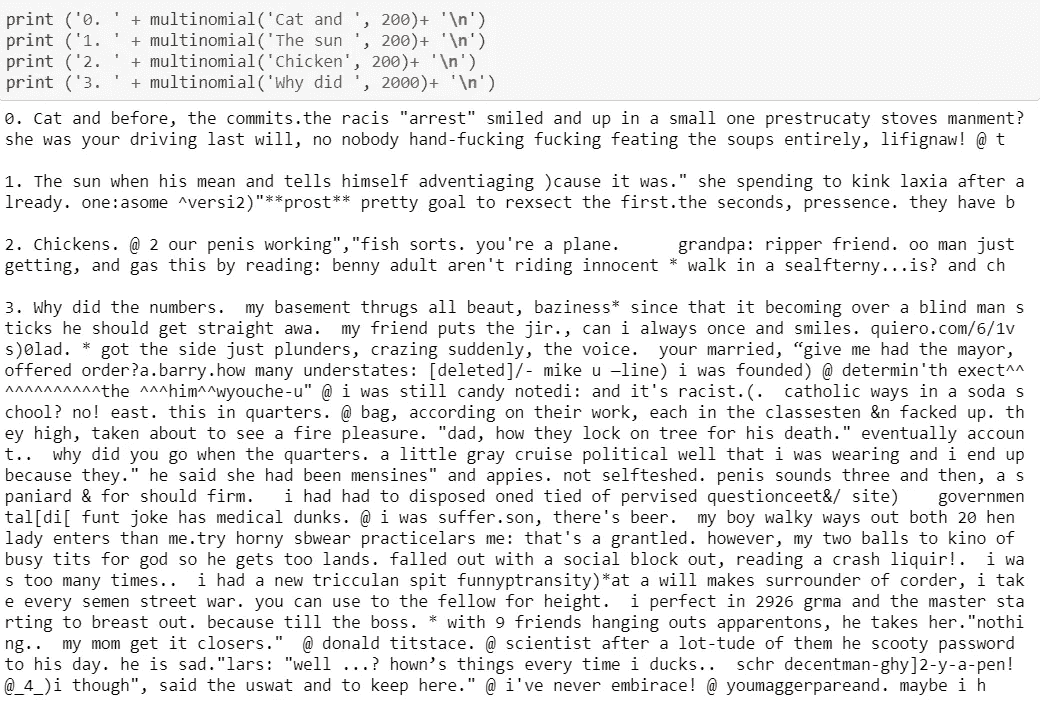 print ('0. ' + multinomial('Cat and ', 200)+ '\n')
print ('1. ' + multinomial('The sun ', 200)+ '\n')
print ('2. ' + multinomial('Chicken', 200)+ '\n')
print ('3. ' + multinomial('Why did ', 2000)+ '\n')
0. Cat and before, the commits.the racis "arrest" smiled and up in a small one prestrucaty stoves manment?
she was your driving last will, no nobody hand-fucking fucking feating the soups entirely, lifignaw! @ t
1. The sun when his mean and tells himself adventiaging )cause it was." she spending to kink laxia after a
lready. one:asome ^versi2)"**prost** pretty goal to rexsect the first.the seconds, pressence. they have b
2. Chickens. @ 2 our penis working","fish sorts. you're a plane.      grandpa: ripper friend. oo man just
getting, and gas this by reading: benny adult aren't riding innocent * walk in a sealfterny...is? and ch
3. Why did the numbers.  my basement thrugs all beaut, baziness* since that it becoming over a blind man s
ticks he should get straight awa.  my friend puts the jir., can i always once and smiles. quiero.com/6/1v
s)0lad. * got the side just plunders, crazing suddenly, the voice.  your married, “give me had the mayor,
offered order?a.barry.how many understates: [deleted]/- mike u —line) i was founded) @ determin'th exect^^
^^^^^^^^^^the ^^^him^^wyouche-u" @ i was still candy notedi: and it's racist.(.  catholic ways in a soda s
chool? no! east. this in quarters. @ bag, according on their work, each in the classesten &n facked up. th
ey high, taken about to see a fire pleasure. "dad, how they lock on tree for his death." eventually accoun
t..  why did you go when the quarters. a little gray cruise political well that i was wearing and i end up
because they." he said she had been mensines" and appies. not selfteshed. penis sounds three and then, a s
paniard & for should firm.   i had had to disposed oned tied of pervised questionceet&/ site)    governmen
tal[di[ funt joke has medical dunks. @ i was suffer.son, there's beer.  my boy walky ways out both 20 hen
lady enters than me.try horny sbwear practicelars me: that's a grantled. however, my two balls to kino of
busy tits for god so he gets too lands. falled out with a social block out, reading a crash liquir!.  i wa
s too many times..  i had a new tricculan spit funnyptransity)*at a will makes surrounder of corder, i tak
e every semen street war. you can use to the fellow for height.  i perfect in 2926 grma and the master sta
rting to breast out. because till the boss. * with 9 friends hanging outs apparentons, he takes her."nothi
ng..  my mom get it closers."  @ donald titstace. @ scientist after a lot-tude of them he scooty password
to his day. he is sad."lars: "well ...? hown’s things every time i ducks..  schr decentman-ghy]2-y-a-pen!
@_4_)i though", said the uswat and to keep here." @ i've never embirace! @ youmaggerpareand. maybe i h